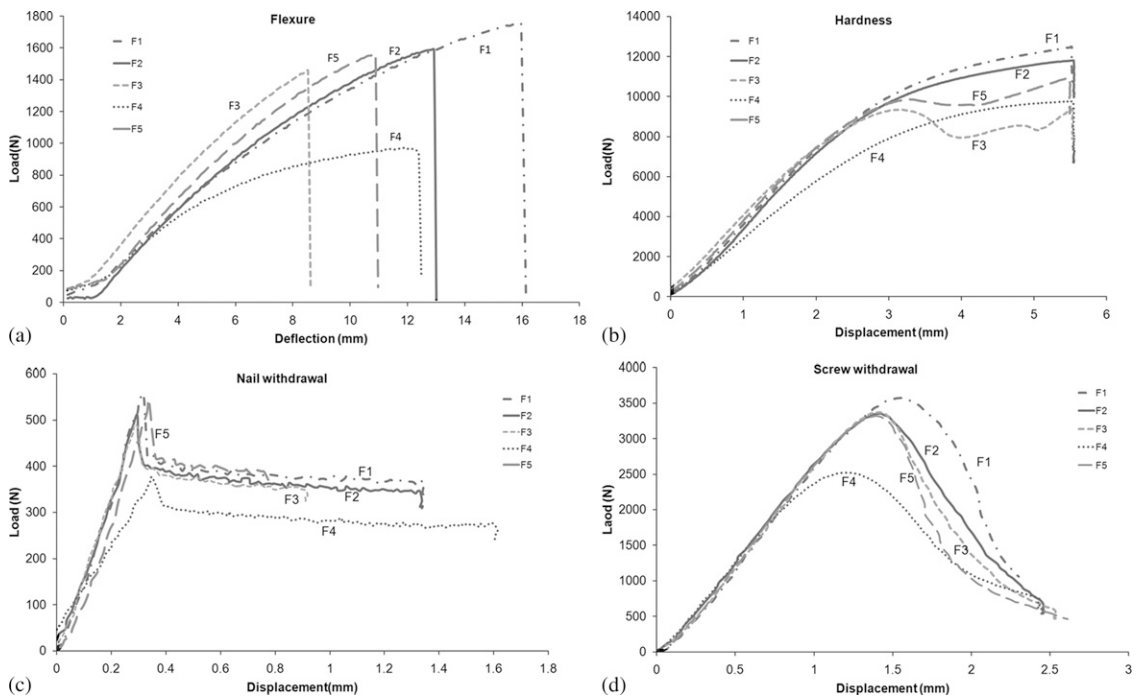 Flexure
1800
1600
1400
1200
1000
800
600
400
200
0
Load(N)
F1
F2
F3
F4
F5
F3
F5
F2
F1
F4
0 2 4 6 8 10 12 14 16 18
Deflection (mm)
(a)
Hardness
14000
12000
10000
8000
6000
4000
2000
0
Load(N)
F1
F2
F3
F4
F5
F1
F2
F5
F4
F3
0 1 2 3 4 5 6
Displacement (mm)
(b)
Nail withdrawal
600
500
400
300
200
100
0
Load (N)
F1
F2
F3
F4
F5
F5
F1
F3
F2
F4
0 0.2 0.4 0.6 0.8 1 1.2 1.4 1.6 1.8
Displacement(mm)
(c)
Screw withdrawal
4000
3500
3000
2500
2000
1500
1000
500
0
Laod (N)
F1
F2
F3
F4
F5
F2
F1
F4
F5
F3
0 0.5 1 1.5 2 2.5 3
Displacement (mm)
(d)